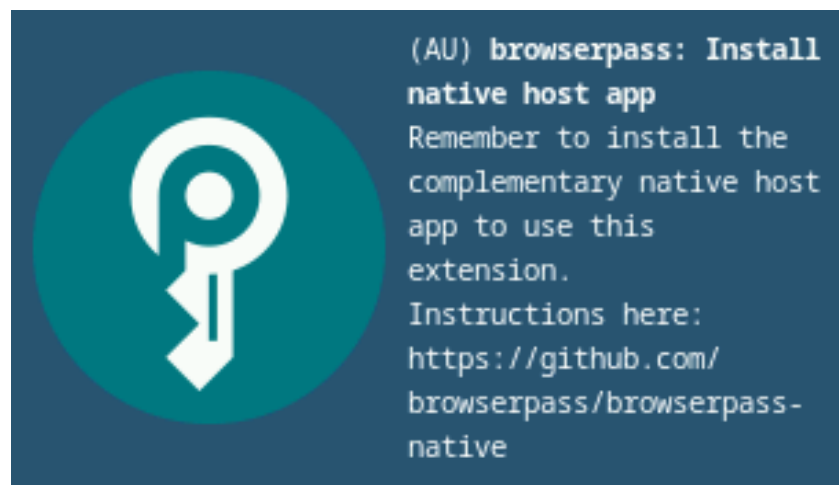 (AU) browserpass: Install
native host app
Remember to install the
complementary native host
app to use this
extension.
Instructions here:
https://github.com/
browserpass/browserpass-
native